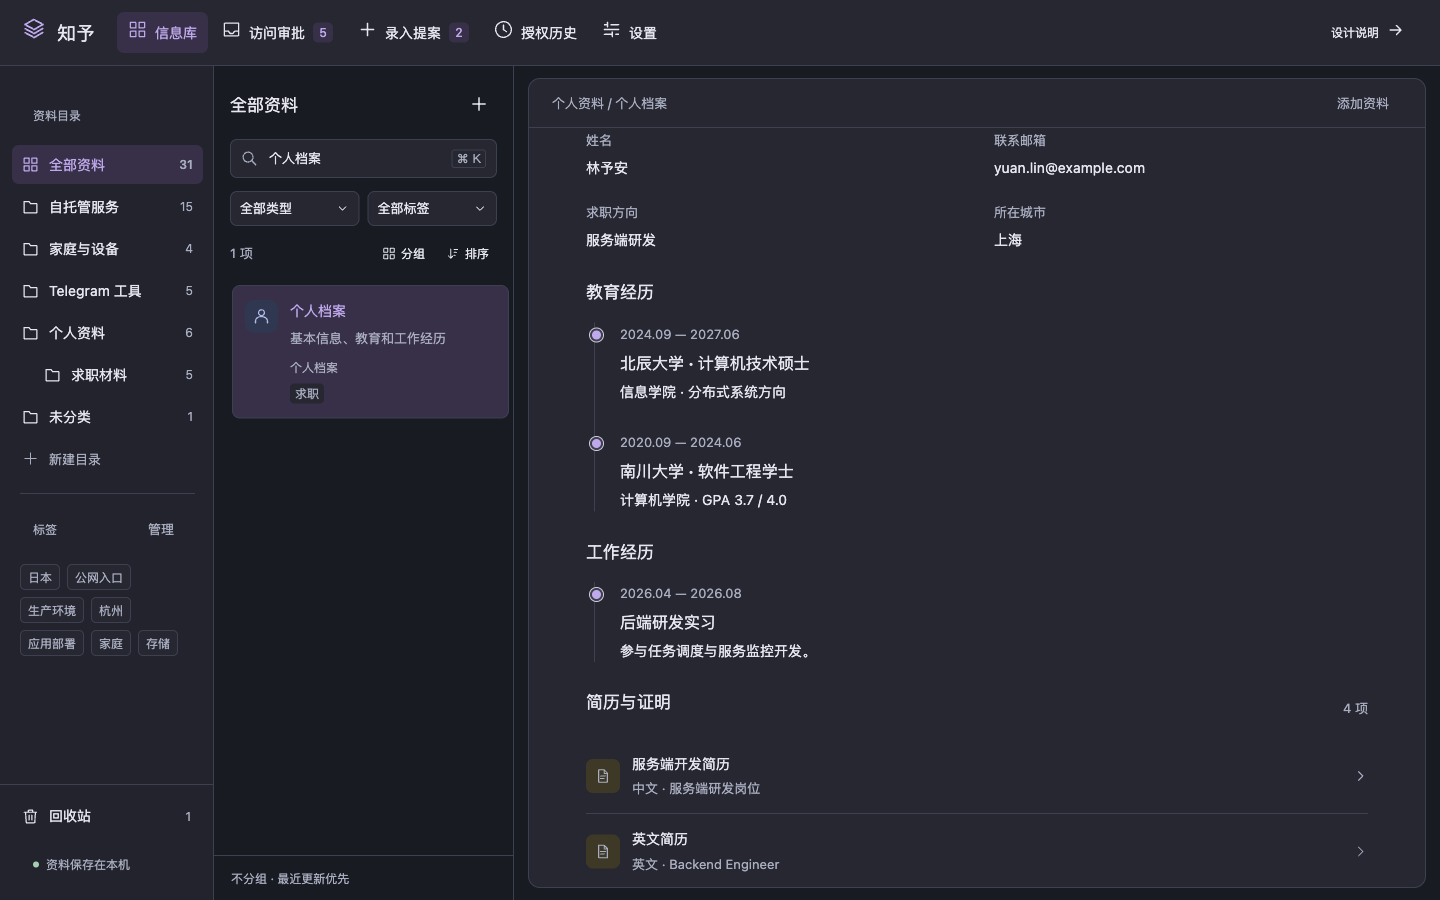 知予
信息库
访问审批 5
录入提案 2
授权历史
设置
设计说明
资料目录
全部资料 31
自托管服务 15
家庭与设备 4
Telegram 工具 5
个人资料 6
求职材料 5
未分类 1
新建目录
标签 管理
日本 公网入口
生产环境 杭州
应用部署 家庭 存储
回收站 1
资料保存在本机
全部资料
个人档案 ⌘ K
全部类型 全部标签
1 项 分组 排序
个人档案
基本信息、教育和工作经历
个人档案
求职
不分组 · 最近更新优先
个人资料 / 个人档案 添加资料
姓名 联系邮箱
林予安 yuan.lin@example.com
求职方向 所在城市
服务端研发 上海
教育经历
2024.09 — 2027.06
北辰大学 · 计算机技术硕士
信息学院 · 分布式系统方向
2020.09 — 2024.06
南川大学 · 软件工程学士
计算机学院 · GPA 3.7 / 4.0
工作经历
2026.04 — 2026.08
后端研发实习
参与任务调度与服务监控开发。
简历与证明 4 项
服务端开发简历
中文 · 服务端研发岗位
英文简历
英文 · Backend Engineer